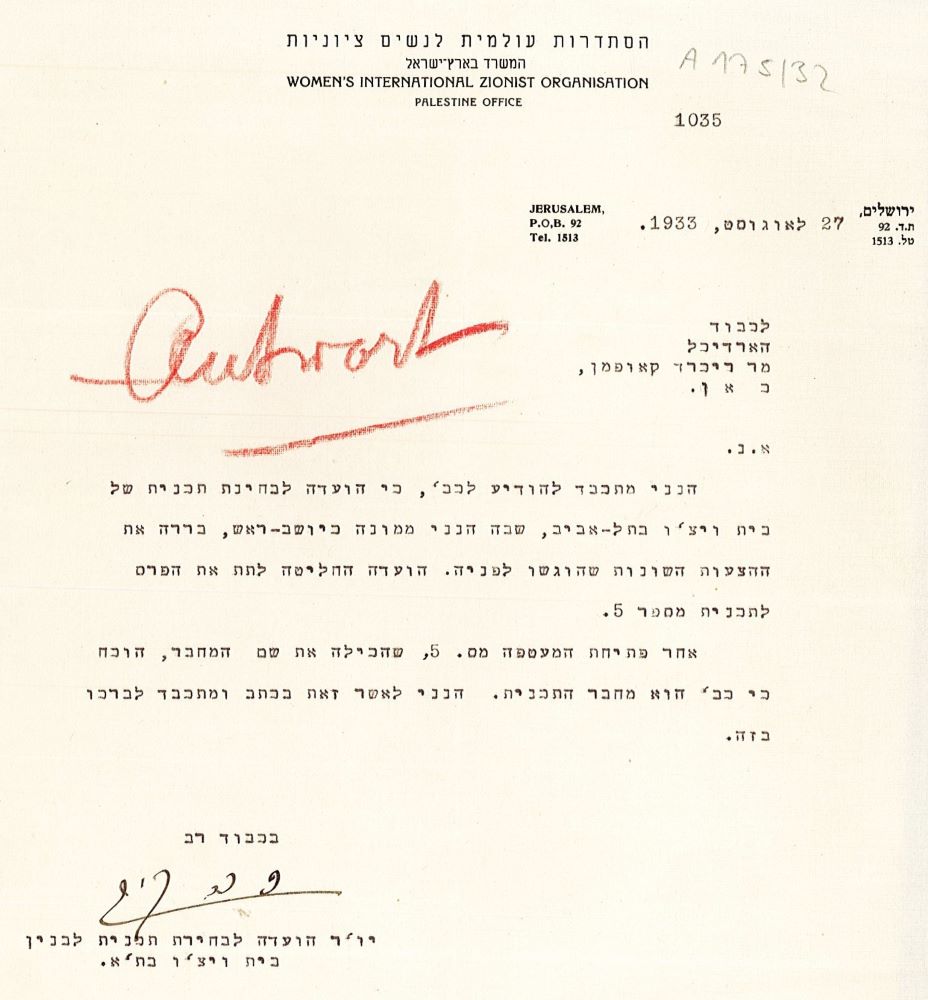 הסתדרות עולמית לנשים ציוניות
המשרד בארץ־ישראל
WOMEN'S INTERNATIONAL ZIONIST ORGANISATION
PALESTINE OFFICE
A 175/32
1035
JERUSALEM,
P.O,B. 92
Tel. 1513
27 לאוגוסט, 1933.
ירושלים,
ת.ד. 92
טל. 1513
Antwort
לכבוד
הארדיכל
מר ריכרד קאופמן,
כ א ן.
א.נ.
הנני מתכבד להודיע לכב', כי הועדה לבחינת תכנית של
בית ויצ'ו בתל-אביב, שבה הנני ממונה כיושב-ראש, בררה את
ההצעות השונות שהוגשו לפניה. הועדה החליטה לתת את הפרס
לתכנית מספר 5.
אחר פתיחת המעטפה מס. 5, שהכילה את שם המחבר, הוכח
כי כב' הוא מחבר התכנית. הנני לאשר זאת בכתב ומתכבד לברכו
בזה.
בכבוד רב
יו'ר הועדה לבחירת תכנית לבנין
בית ויצ'ו בת'א.